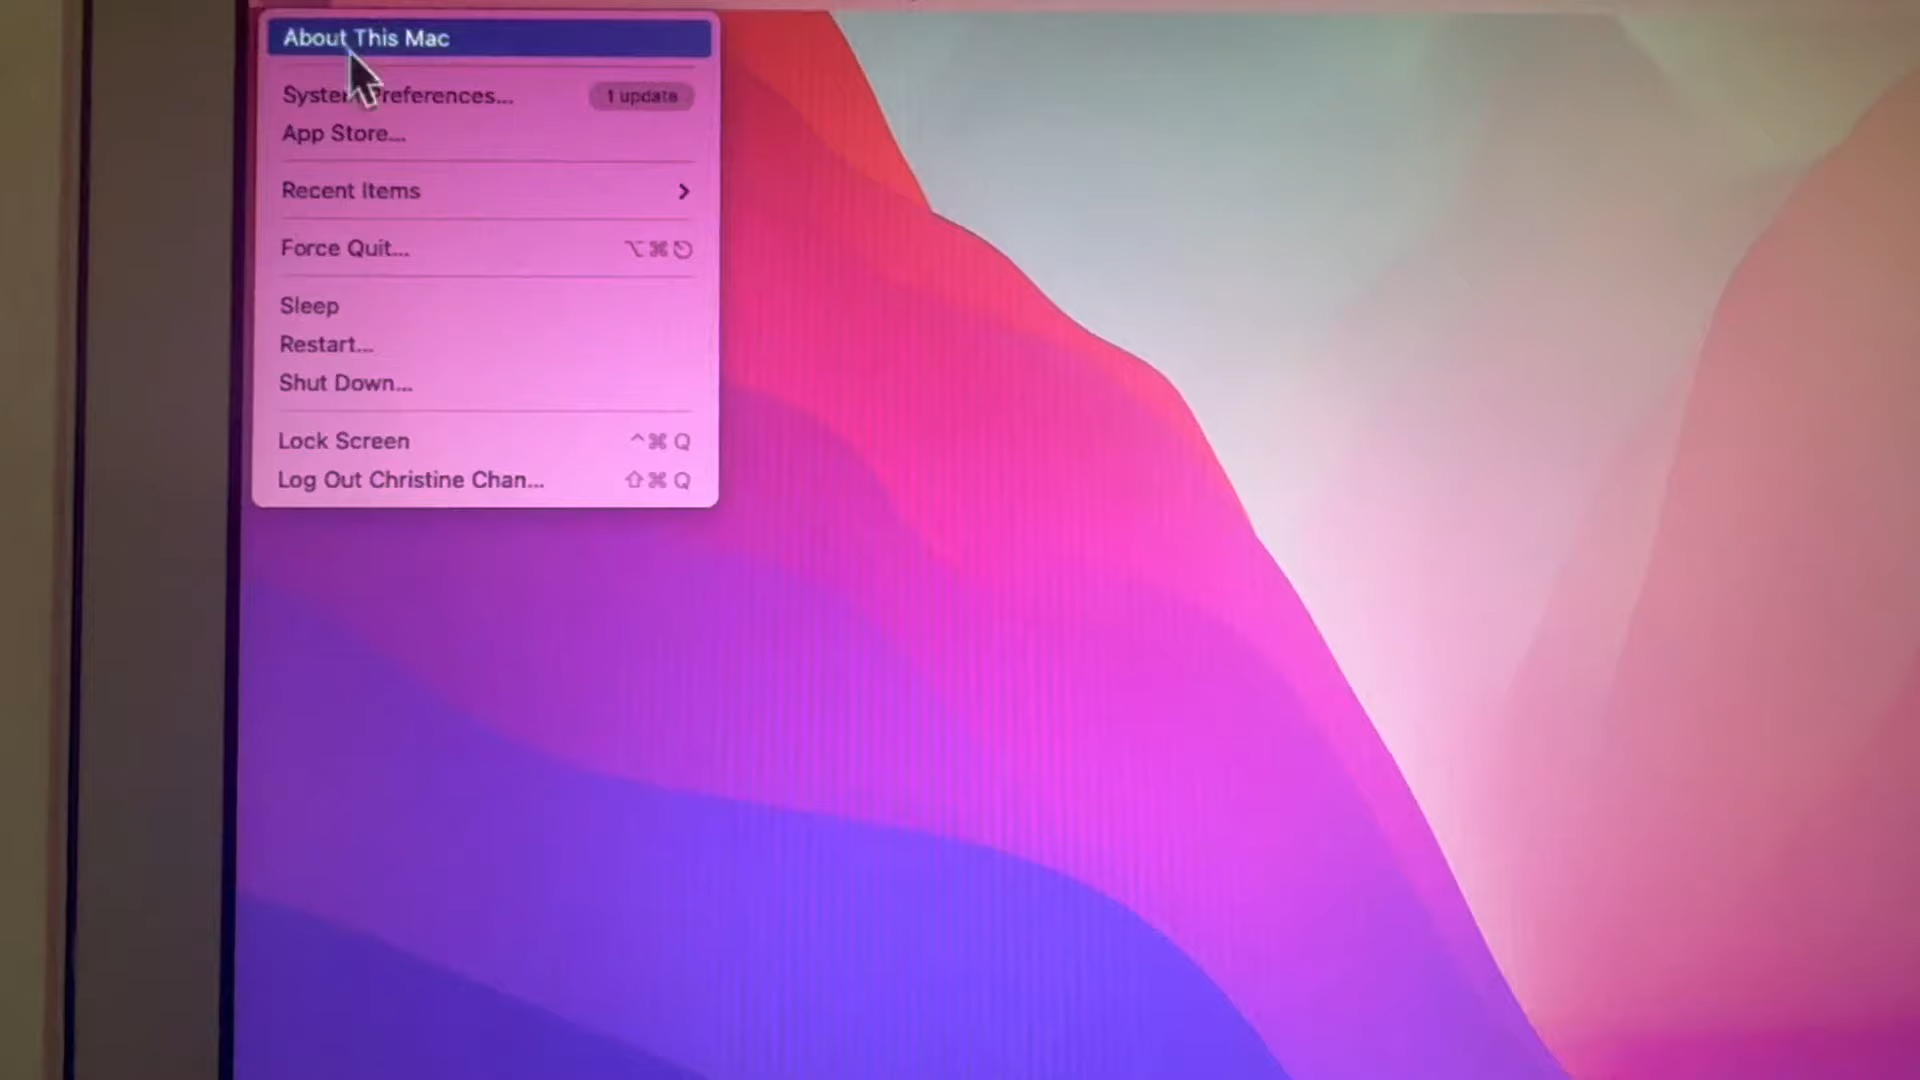 About This Mac
System Preferences... 1 update
App Store...
Recent Items
Force Quit... ⌥⌘⎋
Sleep
Restart...
Shut Down...
Lock Screen ^⌘Q
Log Out Christine Chan... ⇧⌘Q